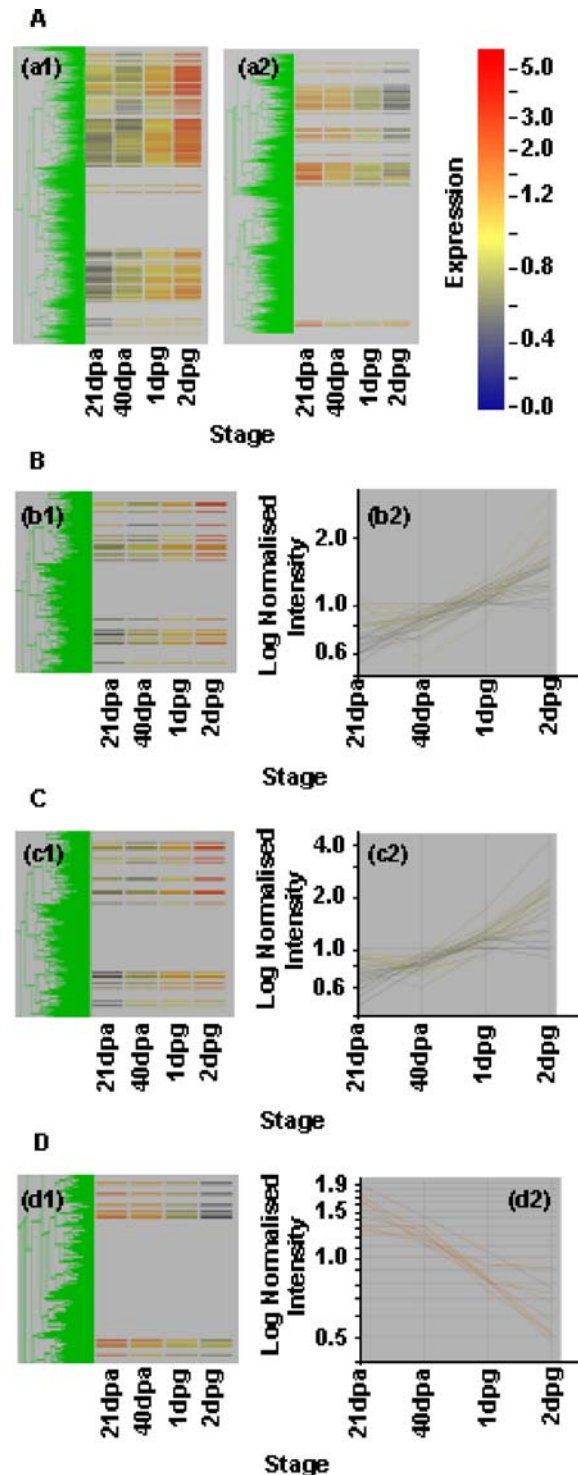 A
(a1)
(a2)
5.0
3.0
2.0
1.2
0.8
0.4
0.0
Expression
21dpa
40dpa
1dpg
2dpg
21dpa
40dpa
1dpg
2dpg
Stage
B
(b1)
21dpa
40dpa
1dpg
2dpg
Stage
(b2)
Log Normalised
Intensity
2.0
1.0
0.6
21dpa
40dpa
1dpg
2dpg
C
(c1)
21dpa
40dpa
1dpg
2dpg
Stage
(c2)
Log Normalised
Intensity
4.0
2.0
1.0
0.6
21dpa
40dpa
1dpg
2dpg
D
(d1)
21dpa
40dpa
1dpg
2dpg
Stage
(d2)
Log Normalised
Intensity
1.9
1.5
1.0
0.5
21dpa
40dpa
1dpg
2dpg